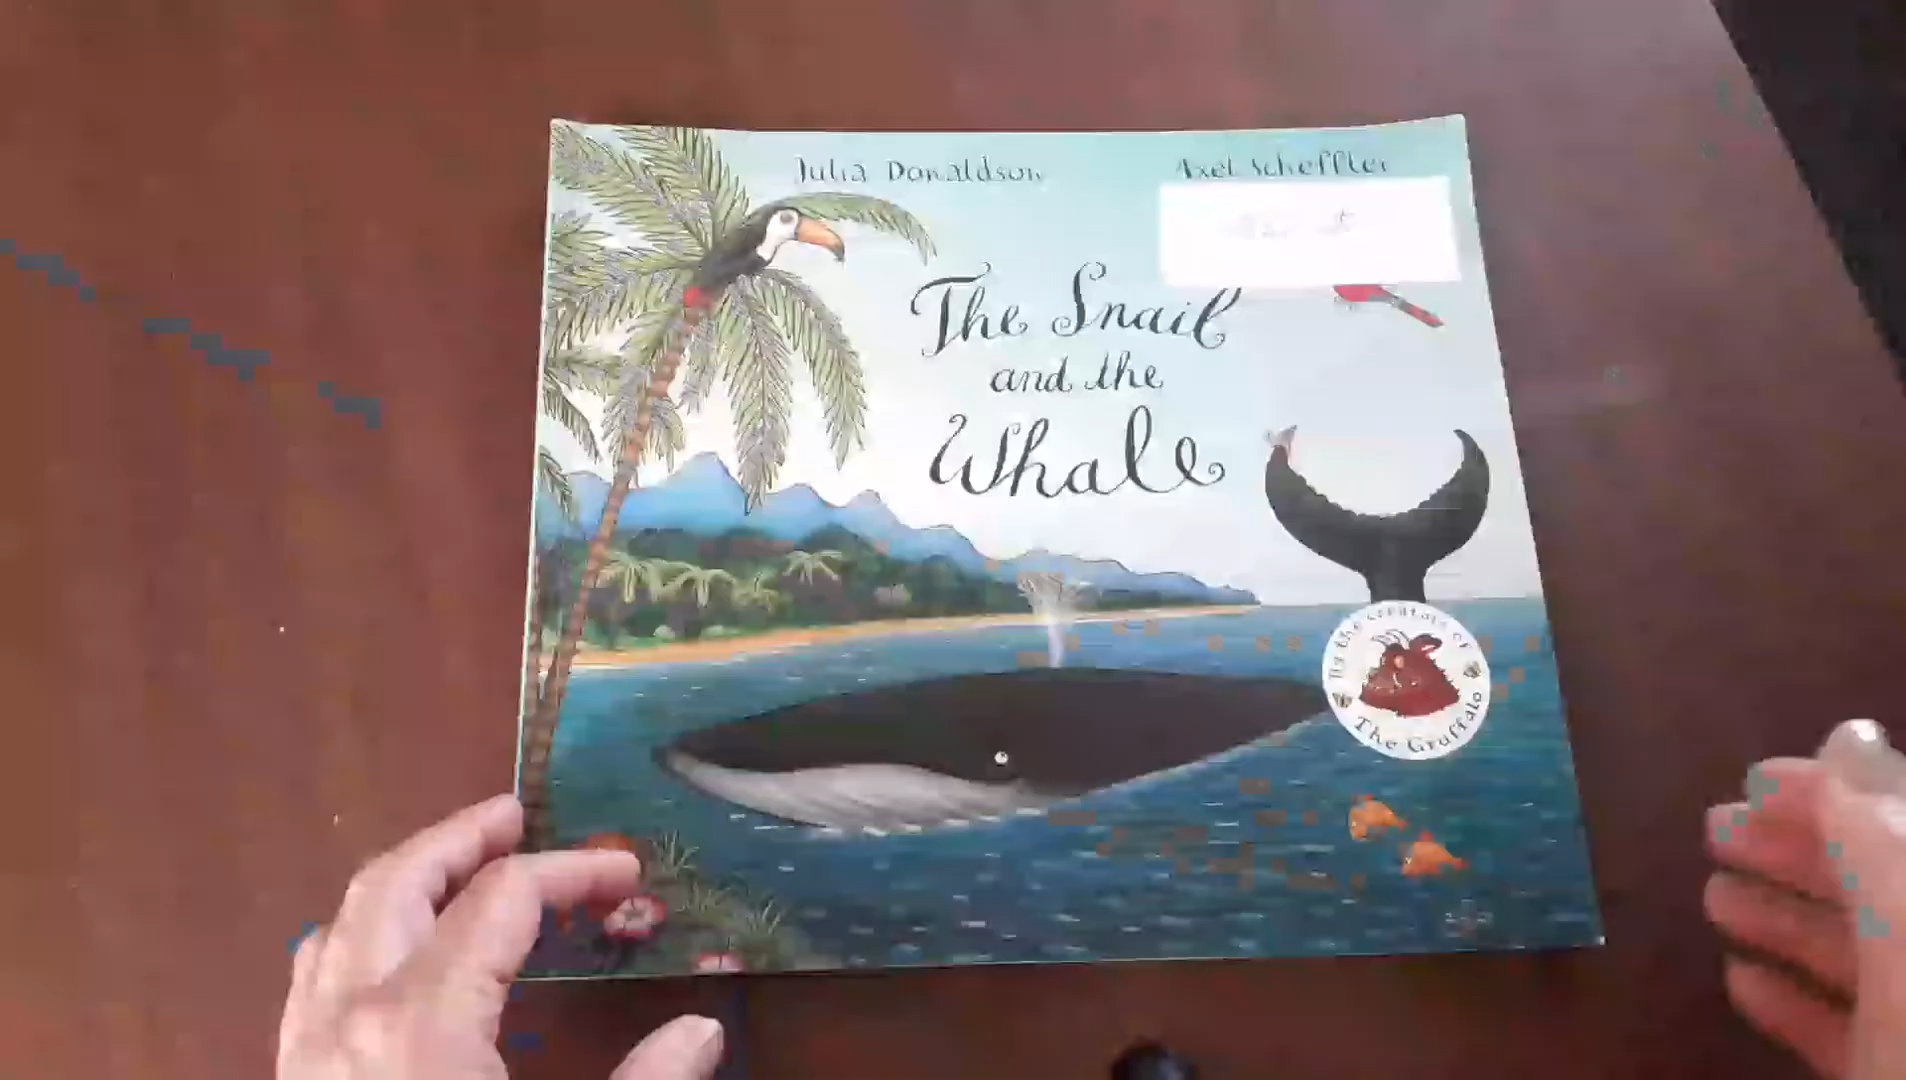 Julia Donaldson
Axel Scheffler
The Snail
and the
Whale
By the creators of
The Gruffalo